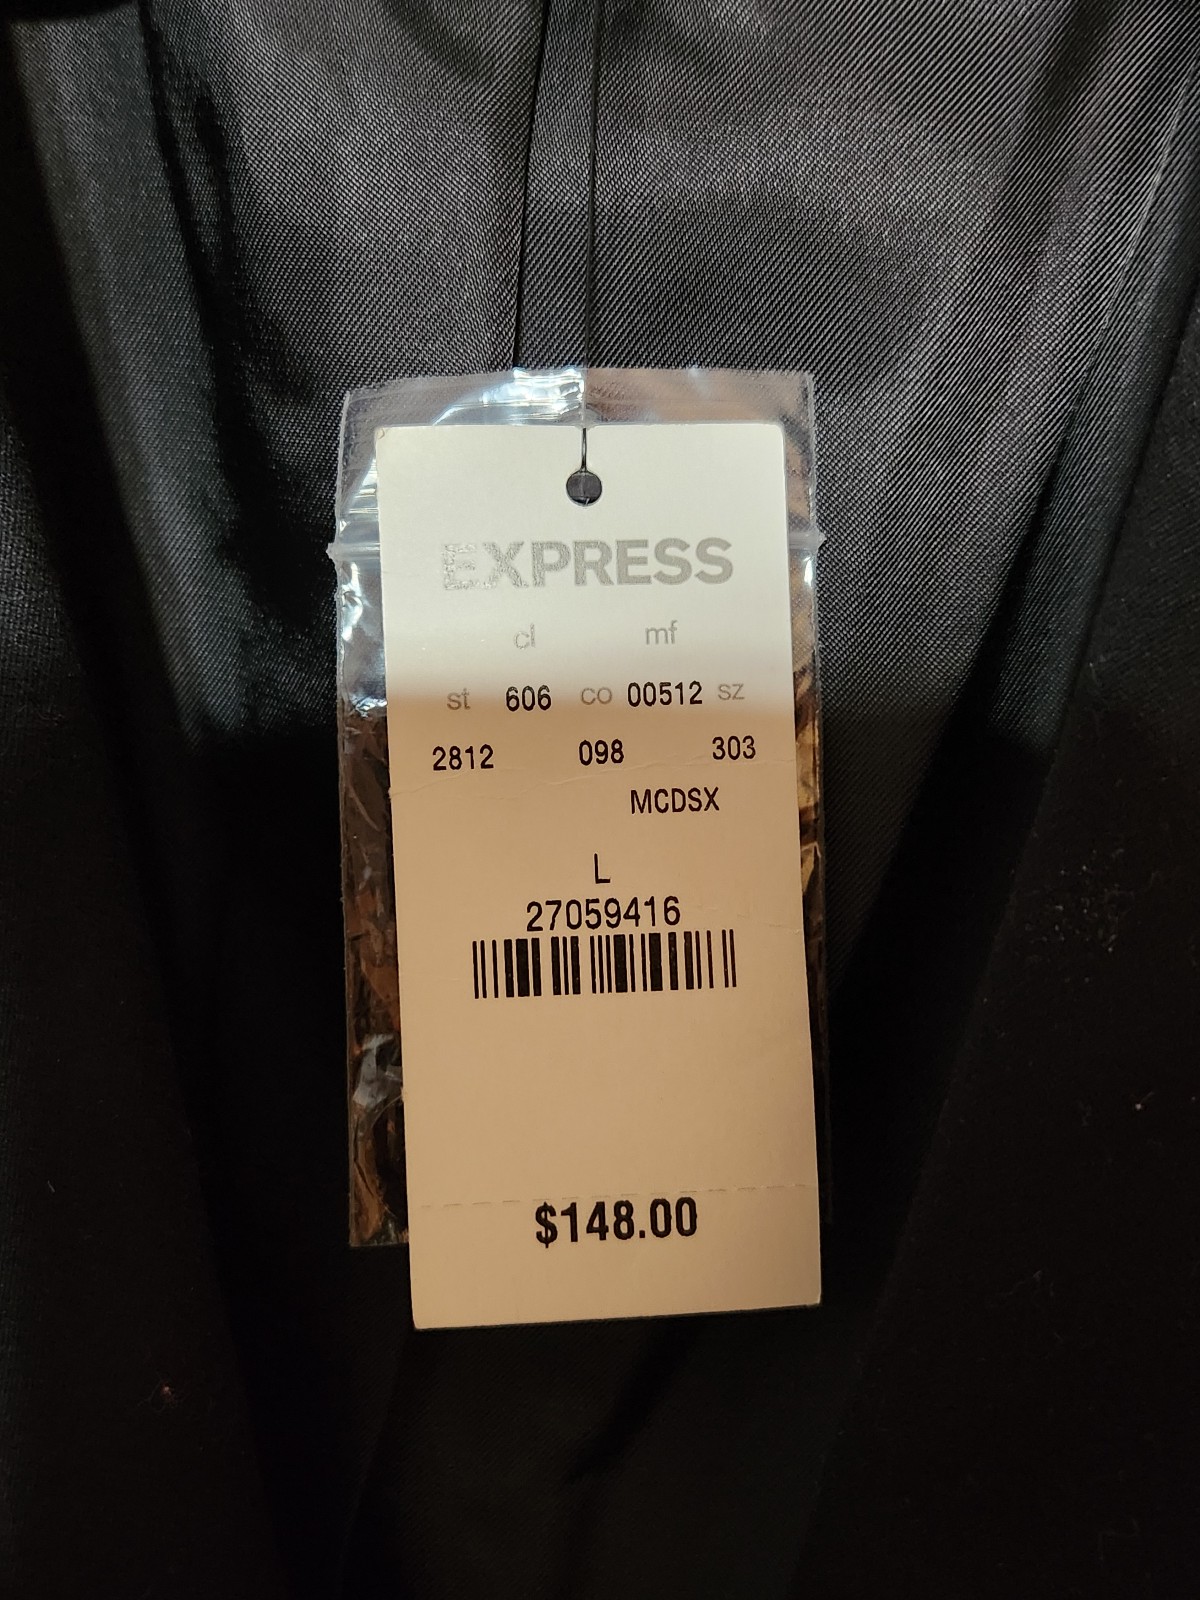 EXPRESS
cl mf
st 606 co 00512 sz
2812 098 303
MCDSX
L
27059416
$148.00